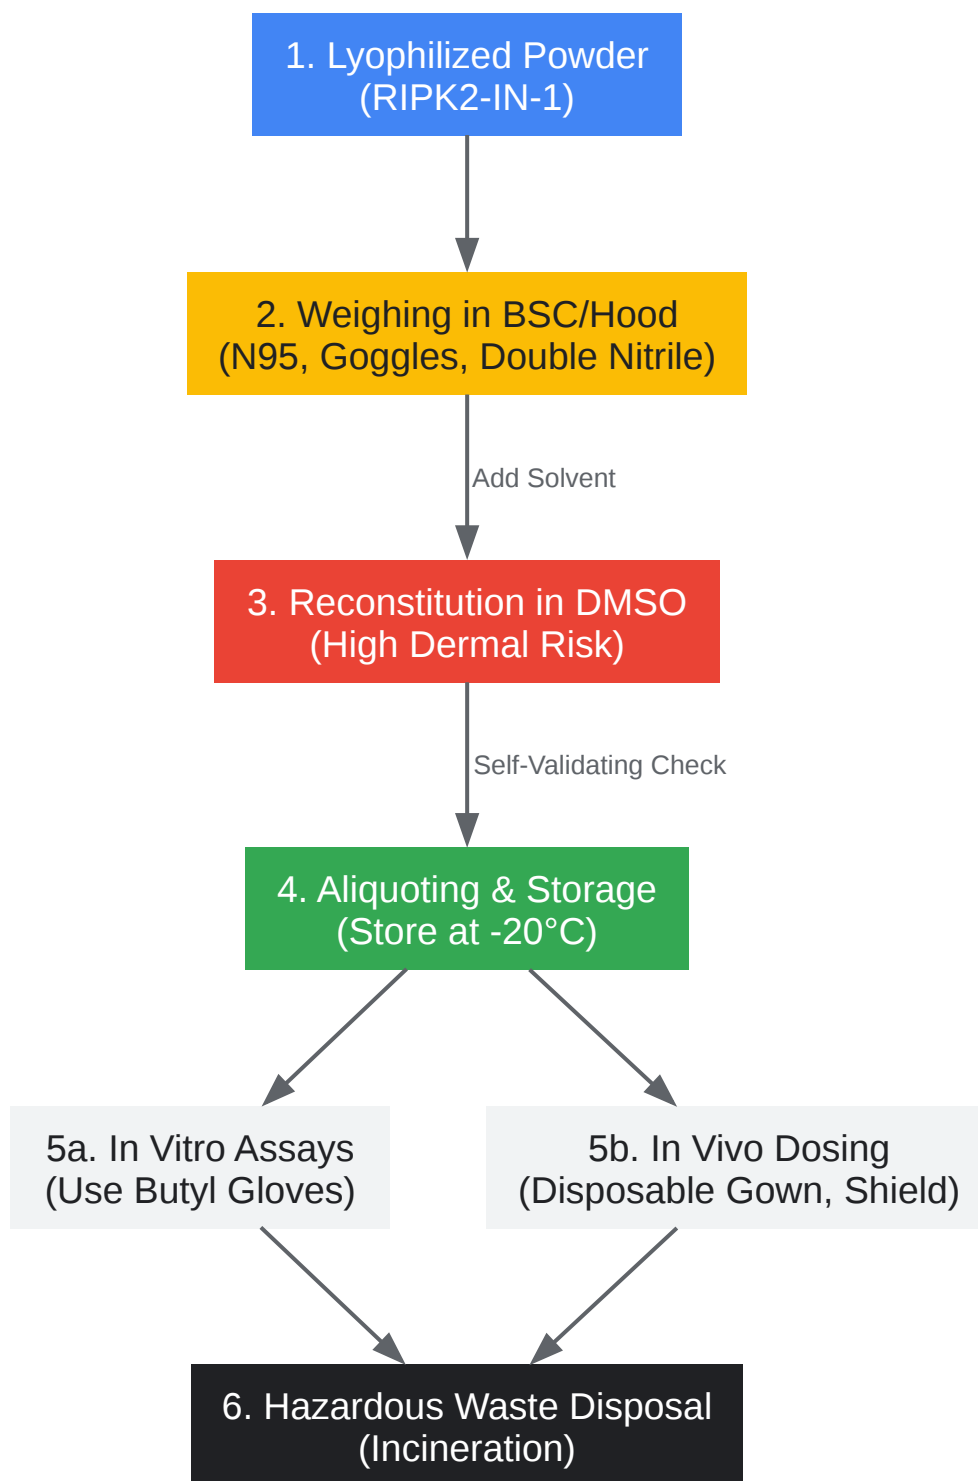 1. Lyophilized Powder
(RIPK2-IN-1)
2. Weighing in BSC/Hood
(N95, Goggles, Double Nitrile)
Add Solvent
3. Reconstitution in DMSO
(High Dermal Risk)
Self-Validating Check
4. Aliquoting & Storage
(Store at -20°C)
5a. In Vitro Assays
(Use Butyl Gloves)
5b. In Vivo Dosing
(Disposable Gown, Shield)
6. Hazardous Waste Disposal
(Incineration)